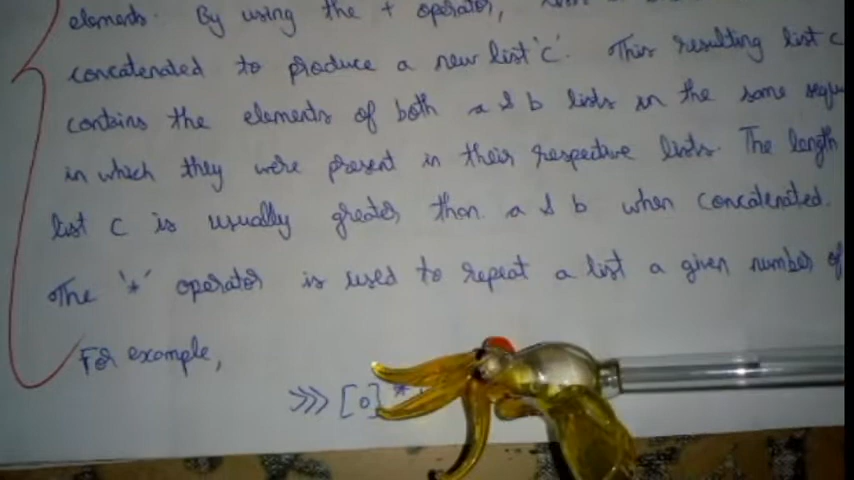 elements. By using the + operator,
concatenated to produce a new list 'c'. This resulting list c
contains the elements of both a & b lists in the same
in which they were present in their respective lists. The length
list c is usually greater than a & b when concatenated.
The '*' operator is used to repeat a list a given number of
For example,
>>> [0] *